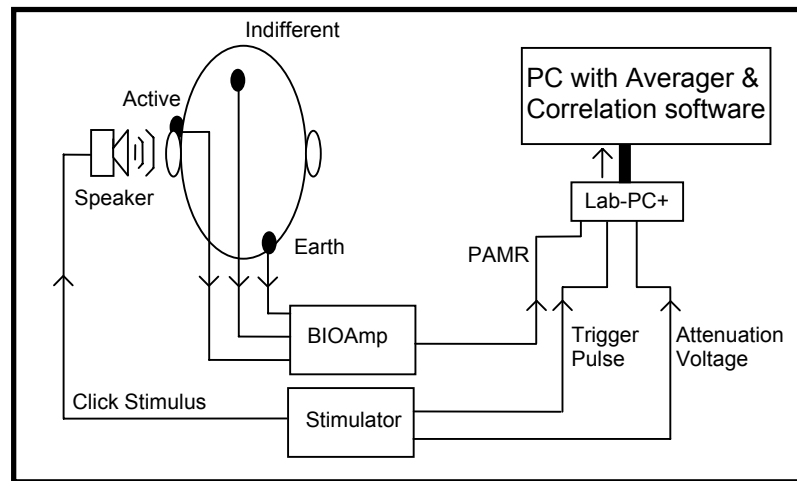 Indifferent
Active
Speaker
Earth
PC with Averager &
Correlation software
Lab-PC+
PAMR
BIOAmp
Trigger
Pulse
Attenuation
Voltage
Click Stimulus
Stimulator